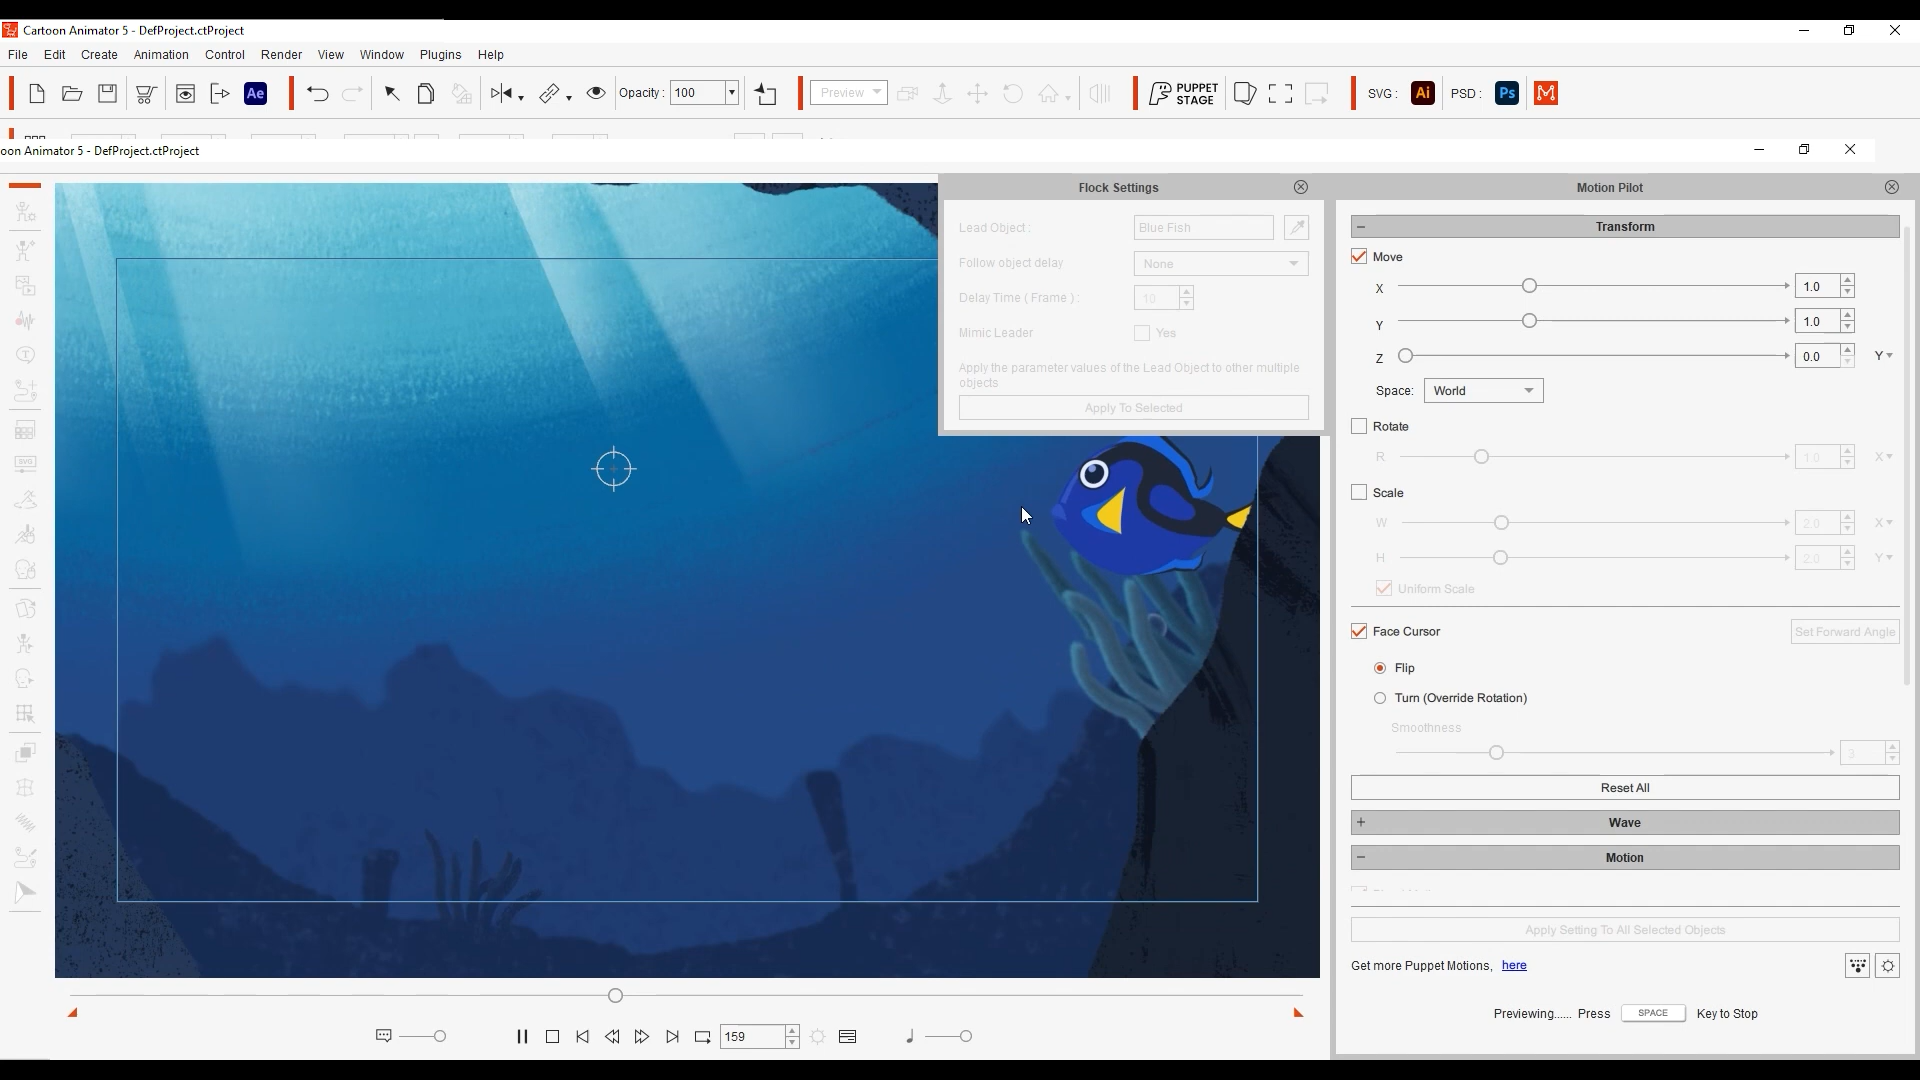 Cartoon Animator 5 - DefProject.ctProject
File Edit Create Animation Control Render View Window Plugins Help
Ae Opacity : 100 Preview PUPPET STAGE SVG : Ai PSD : Ps
oon Animator 5 - DefProject.ctProject
Flock Settings
Lead Object : Blue Fish
Follow object delay None
Delay Time ( Frame ) : 10
Mimic Leader Yes
Apply the parameter values of the Lead Object to other multiple
objects
Apply To Selected
Motion Pilot
Transform
Move
X 1.0
Y 1.0
Z 0.0 Y
Space: World
Rotate
R 1.0 X
Scale
W 2.0 X
H 2.0 Y
Uniform Scale
Face Cursor Set Forward Angle
Flip
Turn (Override Rotation)
Smoothness
3
Reset All
Wave
Motion
Apply Setting To All Selected Objects
Get more Puppet Motions, here
Previewing...... Press SPACE Key to Stop
SVG
159